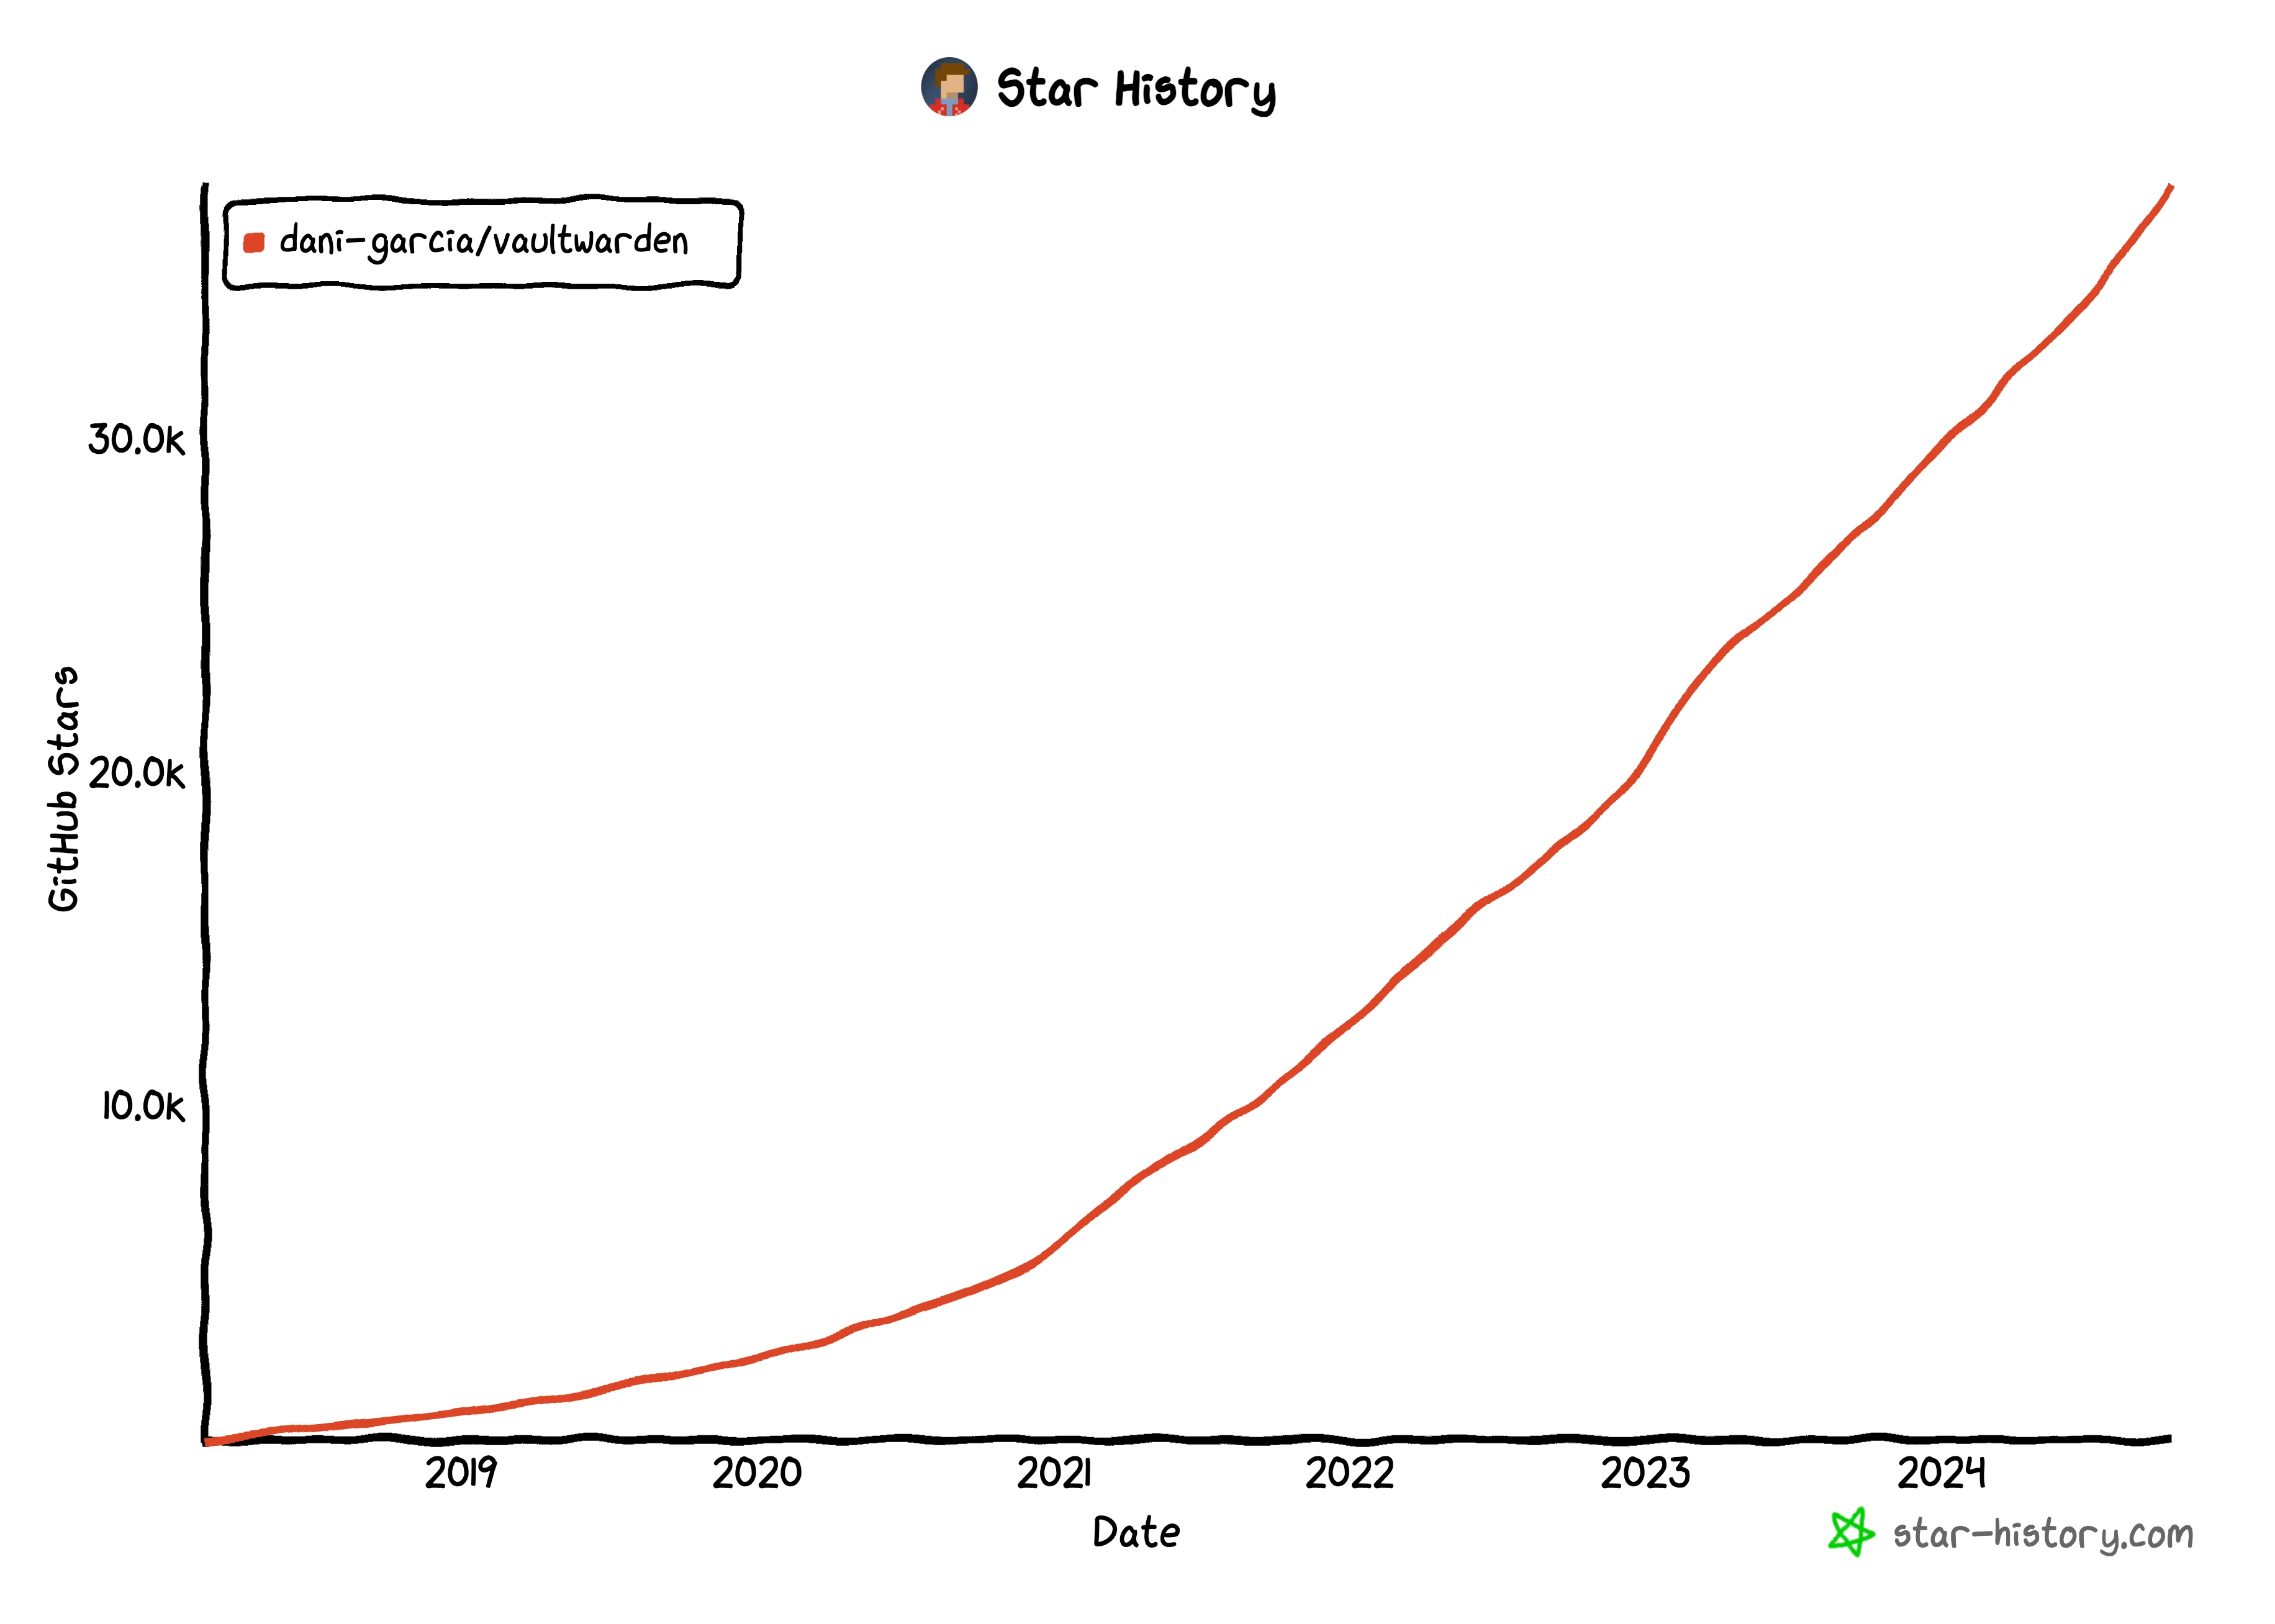 Star History
dani-garcia/vaultwarden
GitHub Stars
30.0K
20.0K
10.0K
2019 2020 2021 2022 2023 2024
Date
star-history.com